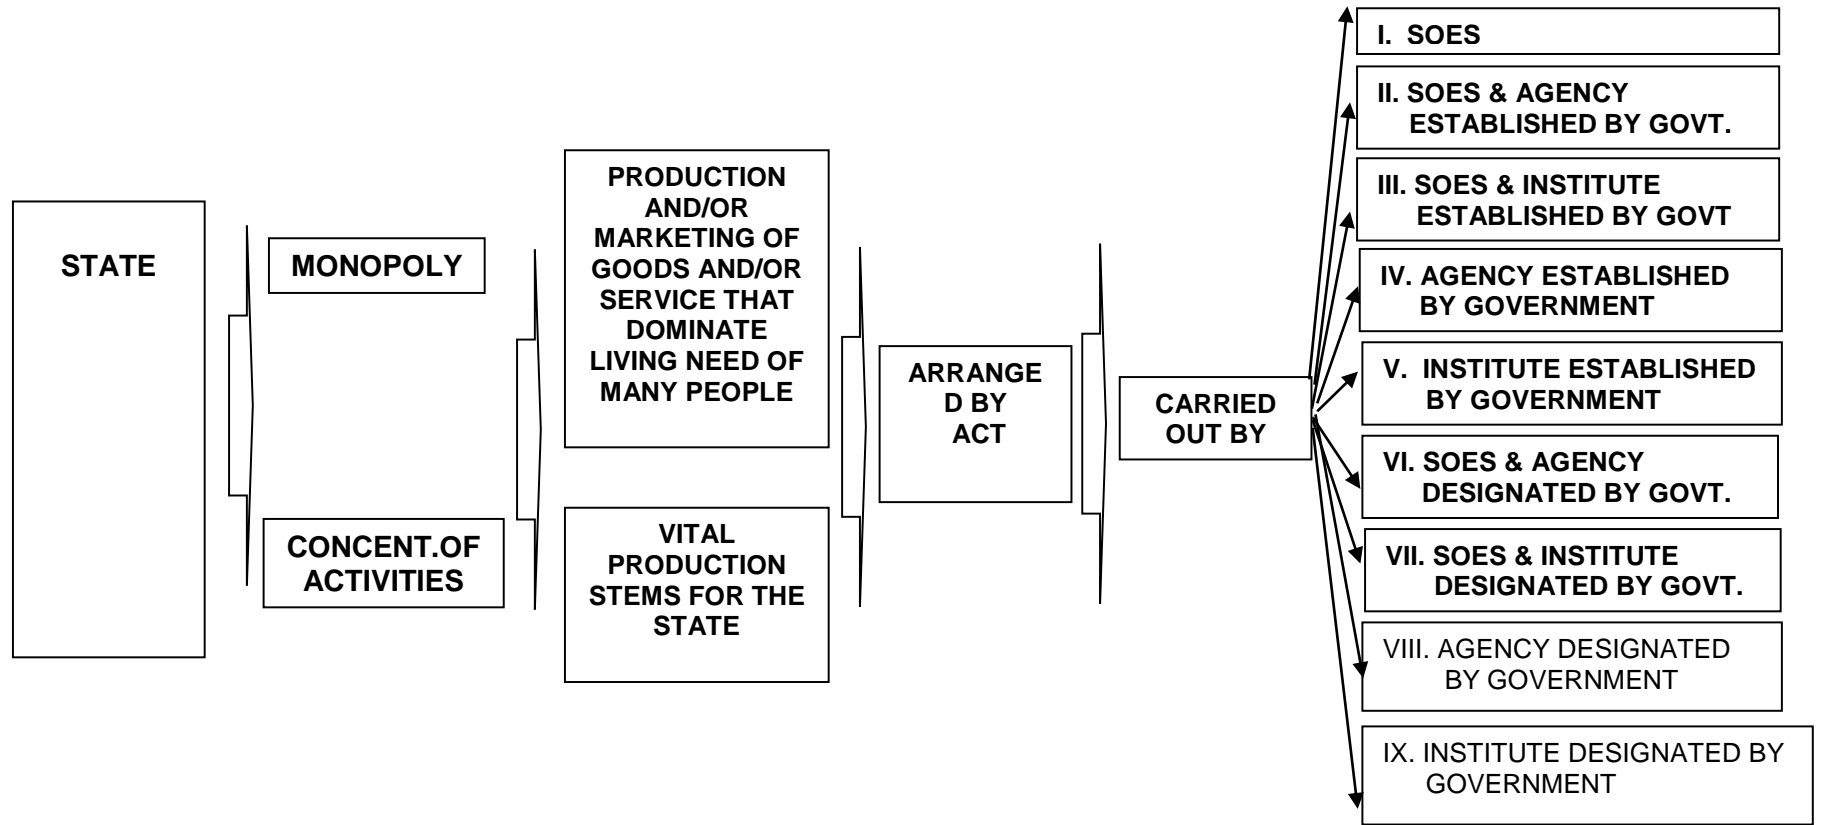 STATE
MONOPOLY
CONCENT.OF
ACTIVITIES
PRODUCTION
AND/OR
MARKETING OF
GOODS AND/OR
SERVICE THAT
DOMINATE
LIVING NEED OF
MANY PEOPLE
VITAL
PRODUCTION
STEMS FOR THE
STATE
ARRANGE
D BY
ACT
CARRIED
OUT BY
I. SOES
II. SOES & AGENCY
ESTABLISHED BY GOVT.
III. SOES & INSTITUTE
ESTABLISHED BY GOVT
IV. AGENCY ESTABLISHED
BY GOVERNMENT
V. INSTITUTE ESTABLISHED
BY GOVERNMENT
VI. SOES & AGENCY
DESIGNATED BY GOVT.
VII. SOES & INSTITUTE
DESIGNATED BY GOVT.
VIII. AGENCY DESIGNATED
BY GOVERNMENT
IX. INSTITUTE DESIGNATED BY
GOVERNMENT